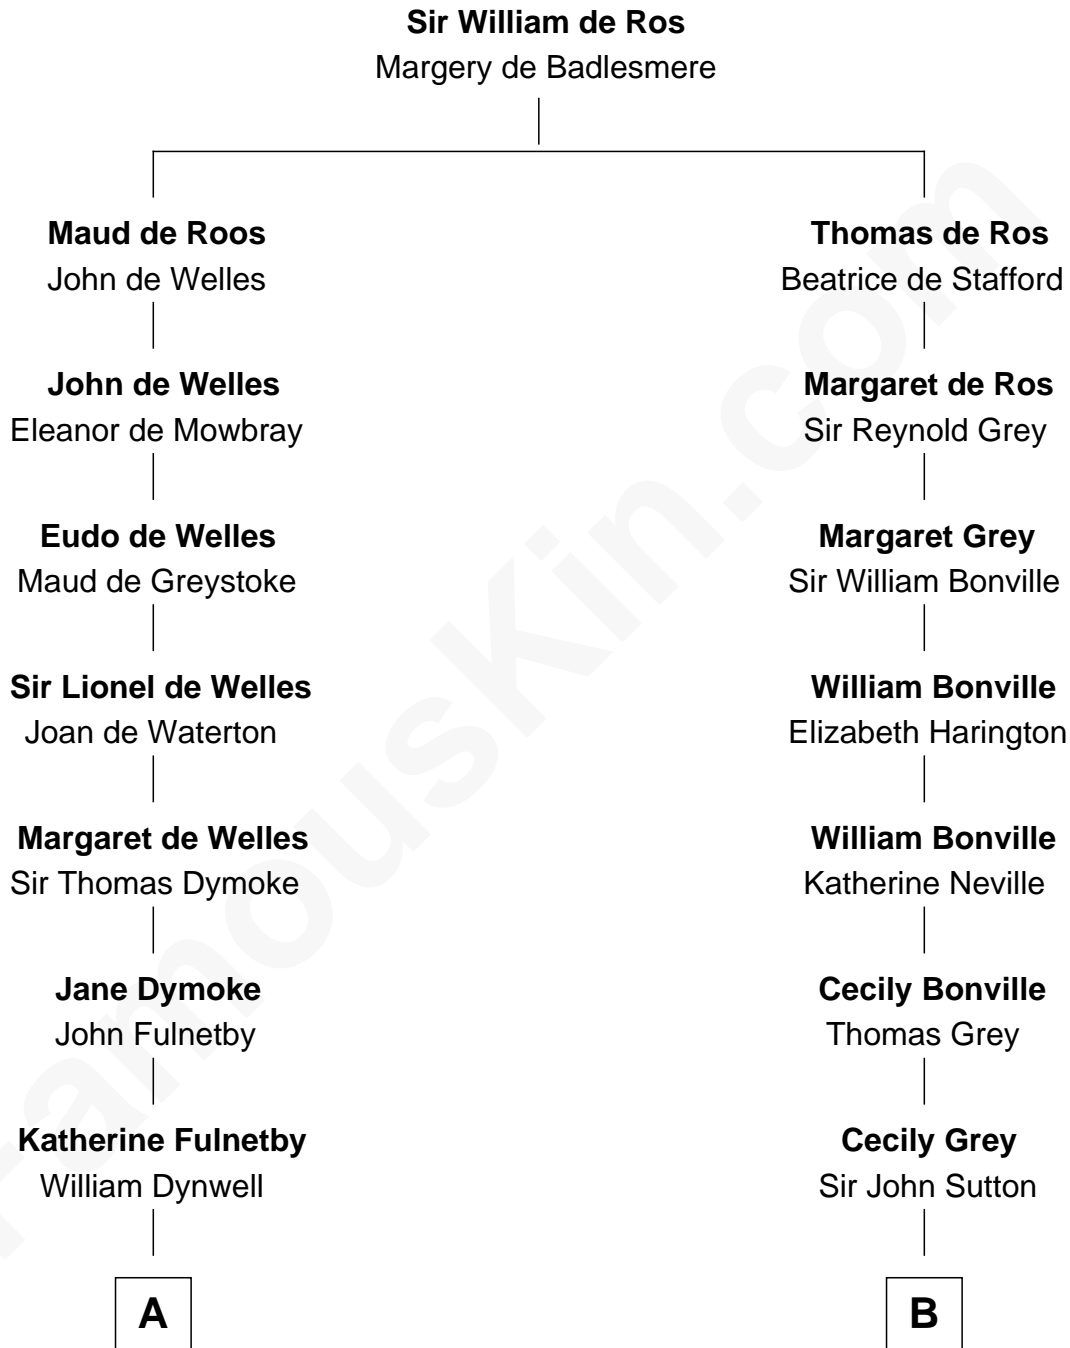 Sir William de Ros
Margery de Badlesmere
Maud de Roos
John de Welles
Thomas de Ros
Beatrice de Stafford
John de Welles
Eleanor de Mowbray
Margaret de Ros
Sir Reynold Grey
Eudo de Welles
Maud de Greystoke
Margaret Grey
Sir William Bonville
Sir Lionel de Welles
Joan de Waterton
William Bonville
Elizabeth Harington
Margaret de Welles
Sir Thomas Dymoke
William Bonville
Katherine Neville
Jane Dymoke
John Fulnetby
Cecily Bonville
Thomas Grey
Katherine Fulnetby
William Dynwell
Cecily Grey
Sir John Sutton
A
B
FamousKin.com